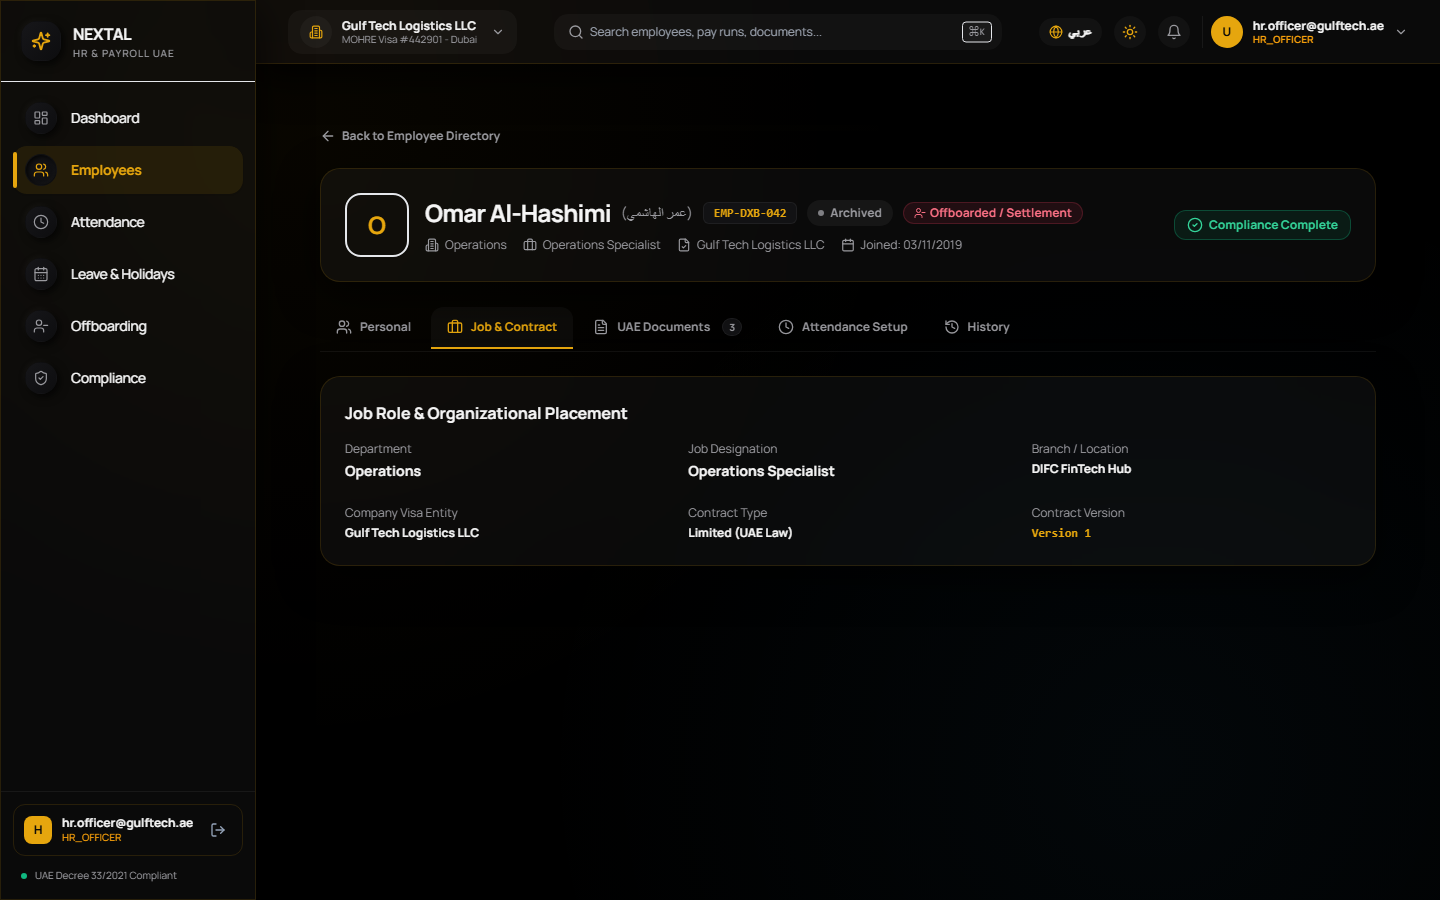 NEXTAL
HR & PAYROLL UAE
Dashboard
Employees
Attendance
Leave & Holidays
Offboarding
Compliance
H
hr.officer@gulftech.ae
HR_OFFICER
UAE Decree 33/2021 Compliant
Gulf Tech Logistics LLC
MOHRE Visa #442901 - Dubai
Search employees, pay runs, documents...
⌘K
عربي
U
hr.officer@gulftech.ae
HR_OFFICER
Back to Employee Directory
O
Omar Al-Hashimi (عمر الهاشمي) EMP-DXB-042 Archived Offboarded / Settlement
Operations Operations Specialist Gulf Tech Logistics LLC Joined: 03/11/2019
Compliance Complete
Personal Job & Contract UAE Documents 3 Attendance Setup History
Job Role & Organizational Placement
Department
Operations
Job Designation
Operations Specialist
Branch / Location
DIFC FinTech Hub
Company Visa Entity
Gulf Tech Logistics LLC
Contract Type
Limited (UAE Law)
Contract Version
Version 1